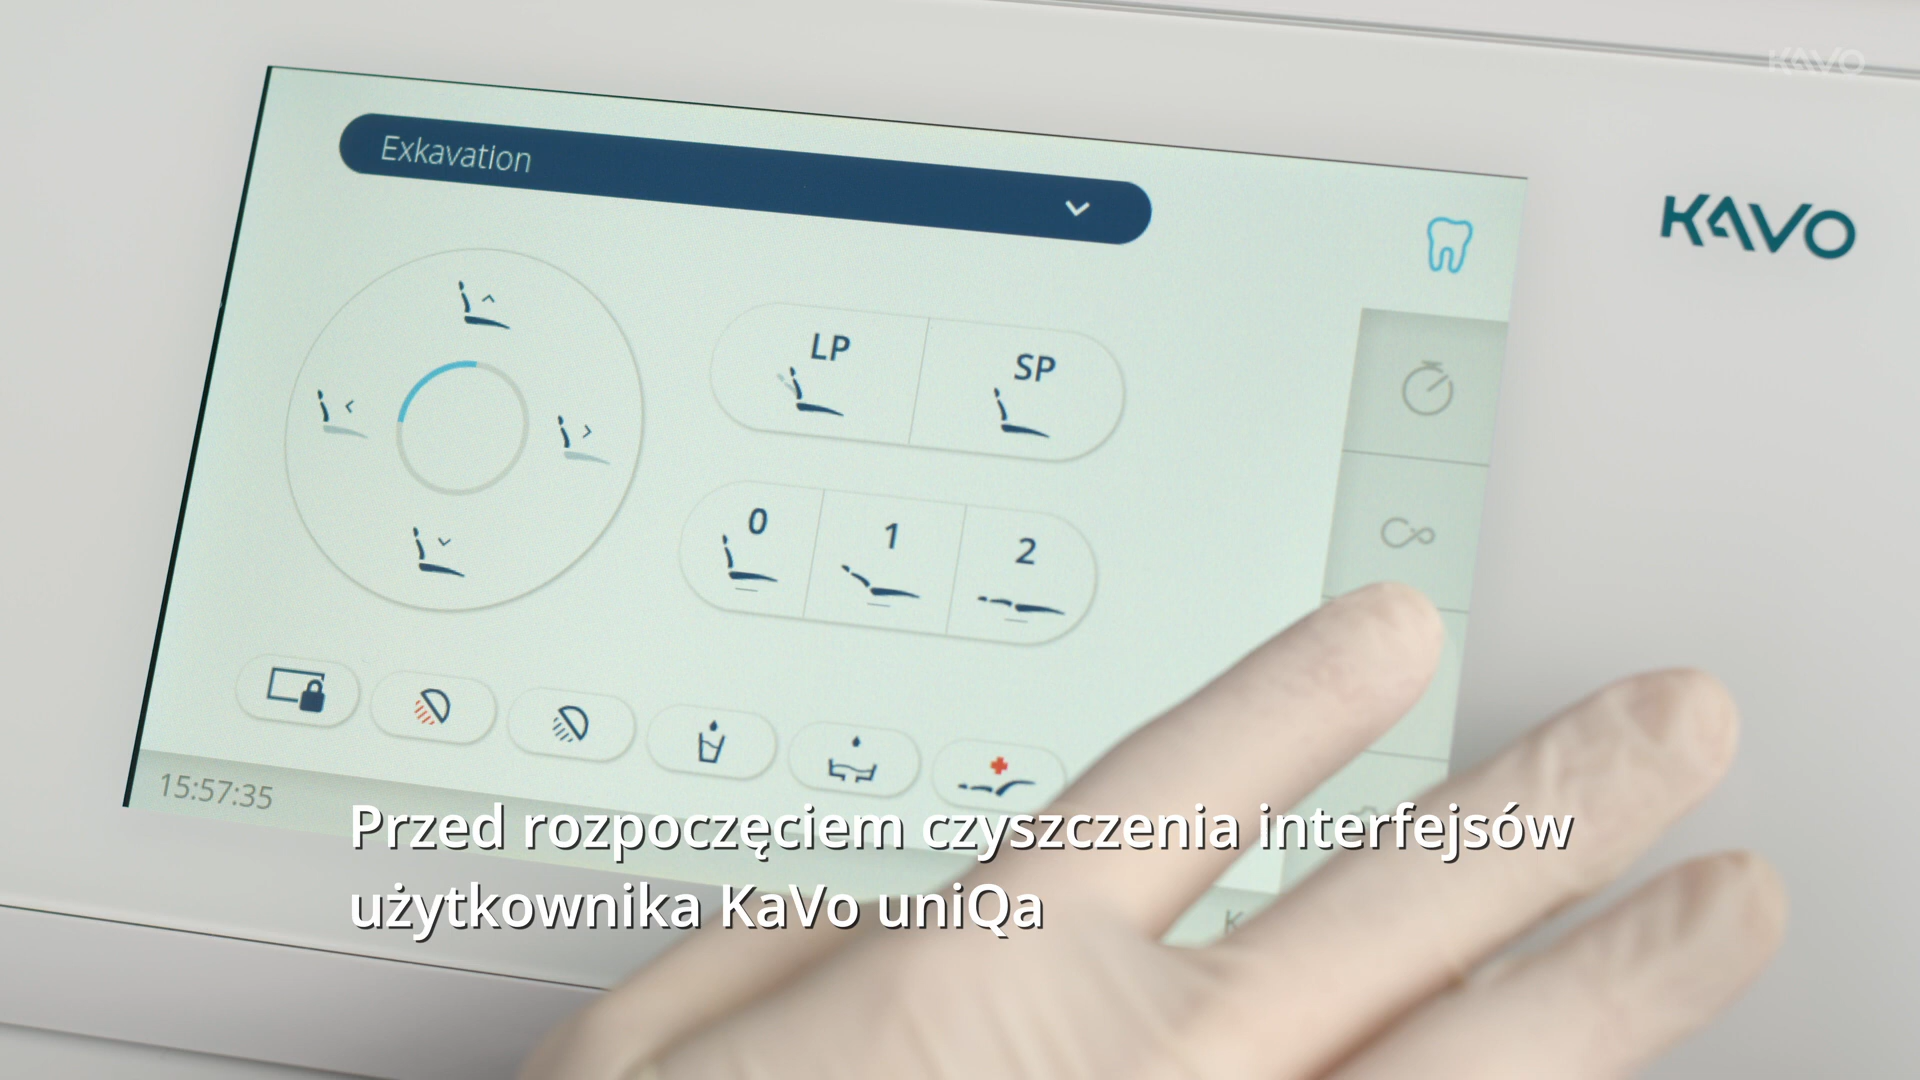 KAVO
Exkavation
KAVO
LP
SP
0
1
2
15:57:35
Przed rozpoczęciem czyszczenia interfejsów
użytkownika KaVo uniQa